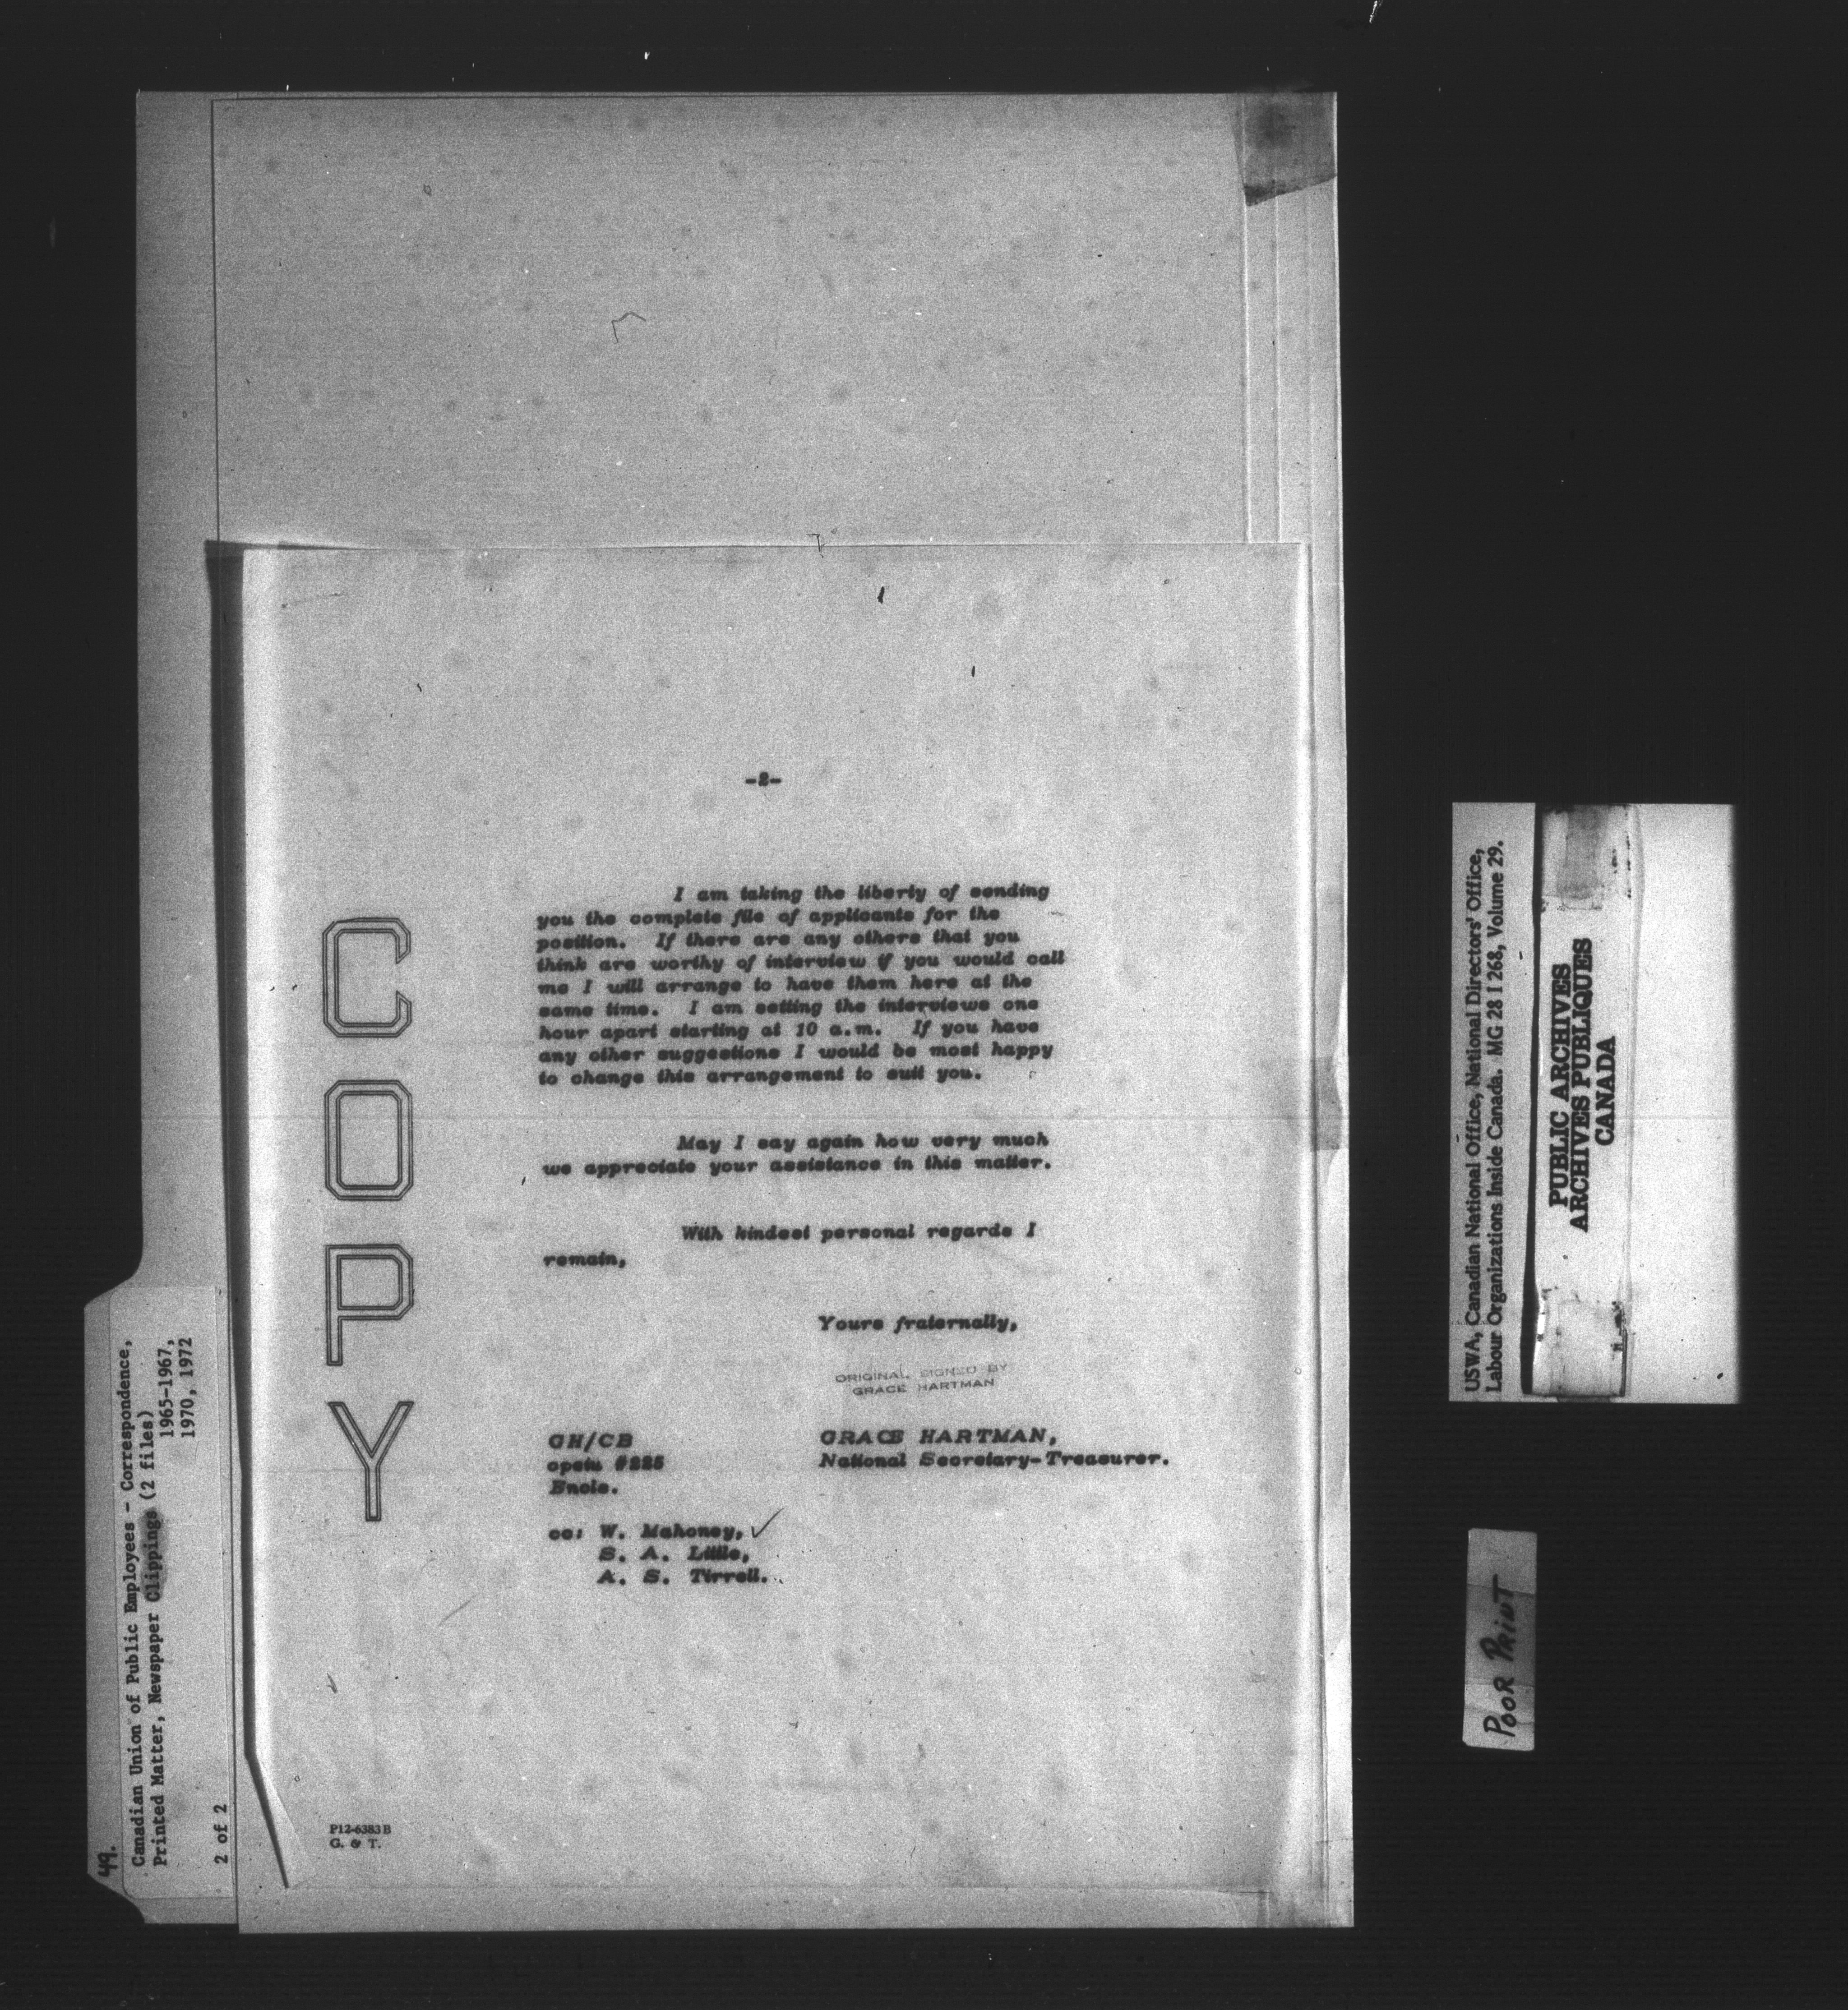 -2-
I am taking the liberty of sending
you the complete file of applicants for the
position. If there are any others that you
think are worthy of interview if you would call
me I will arrange to have them here at the
same time. I am setting the interviews one
hour apart starting at 10 a.m. If you have
any other suggestions I would be most happy
to change this arrangement to suit you.
May I say again how very much
we appreciate your assistance in this matter.
With kindest personal regards I
remain,
Yours fraternally,
ORIGINAL SIGNED BY
GRACE HARTMAN
GH/CB
opeiu #225
Encls.
GRACE HARTMAN,
National Secretary-Treasurer.
cc: W. Mahoney, ✓
S. A. Little,
A. S. Tirrell.
COPY
P12-6383B
G. & T.
49.
Canadian Union of Public Employees - Correspondence,
Printed Matter, Newspaper Clippings (2 files)
1965-1967,
1970, 1972
2 of 2
USWA, Canadian National Office, National Directors' Office,
Labour Organizations Inside Canada. MG 28 I 268, Volume 29.
PUBLIC ARCHIVES
ARCHIVES PUBLIQUES
CANADA
POOR PRINT